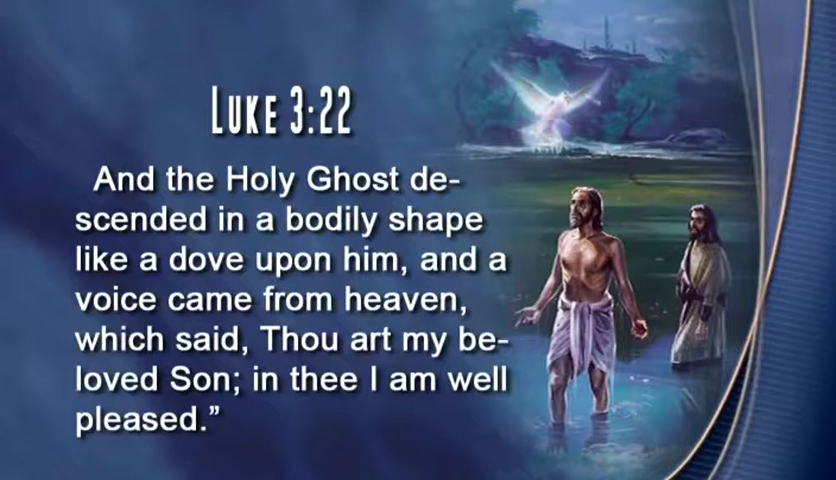 Luke 3:22
And the Holy Ghost de-
scended in a bodily shape
like a dove upon him, and a
voice came from heaven,
which said, Thou art my be-
loved Son; in thee I am well
pleased.”